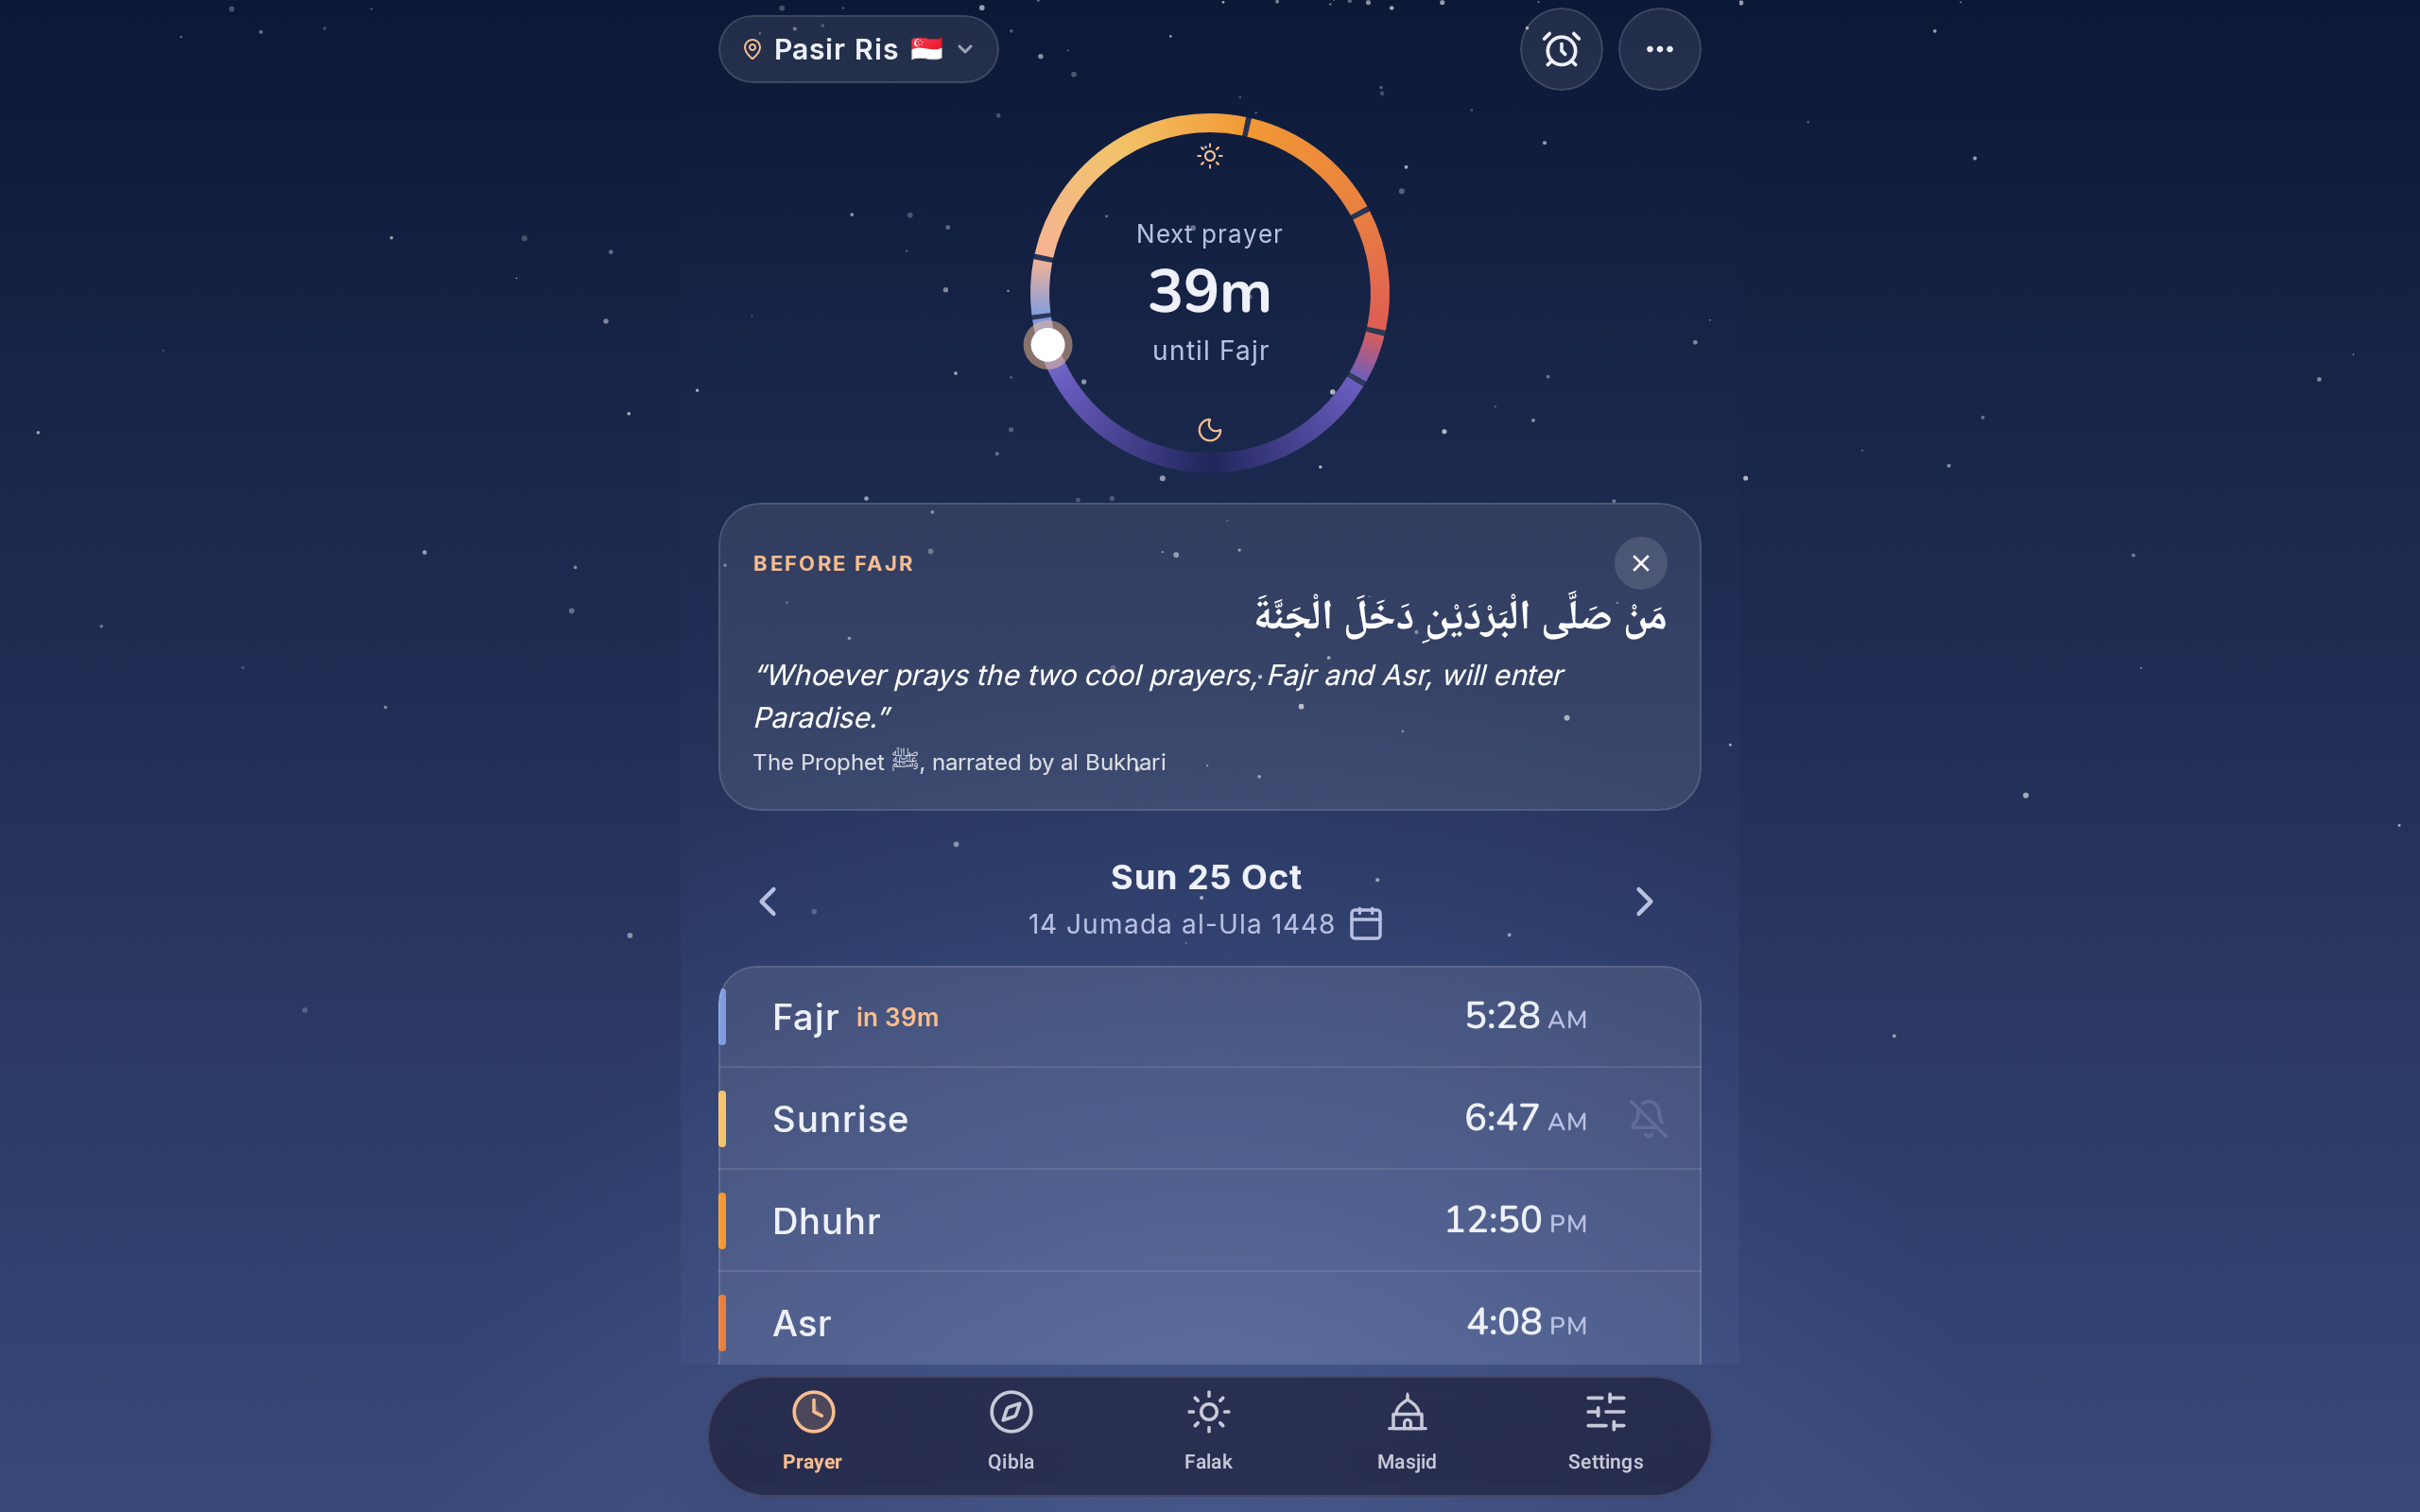 Pasir Ris 🇸🇬
Next prayer
39m
until Fajr
BEFORE FAJR
مَنْ صَلَّى الْبَرْدَيْنِ دَخَلَ الْجَنَّةَ
“Whoever prays the two cool prayers, Fajr and Asr, will enter
Paradise.”
The Prophet ﷺ, narrated by al Bukhari
Sun 25 Oct
14 Jumada al-Ula 1448
Fajr in 39m 5:28 AM
Sunrise 6:47 AM
Dhuhr 12:50 PM
Asr 4:08 PM
Prayer Qibla Falak Masjid Settings